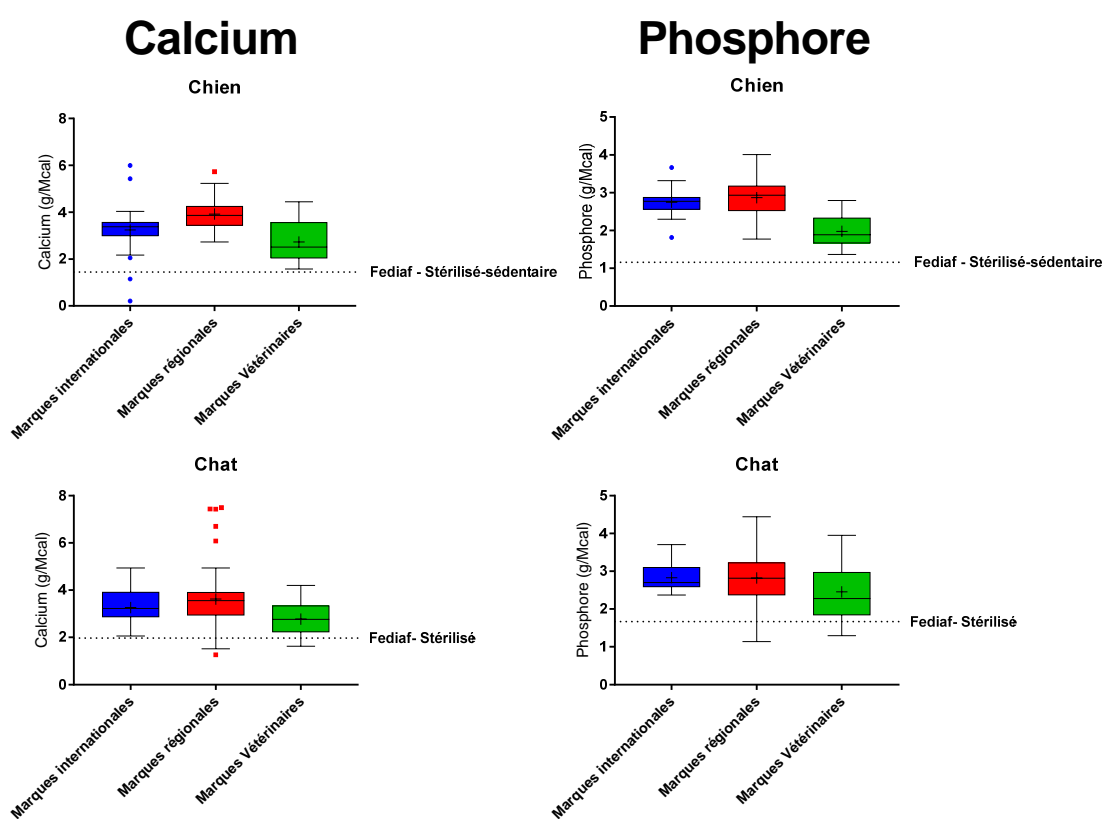 Calcium
Phosphore
Chien
Calcium (g/Mcal)
8
6
4
2
0
Fediaf - Stérilisé-sédentaire
Marques internationales
Marques régionales
Marques Vétérinaires
Chien
Phosphore (g/Mcal)
5
4
3
2
1
0
Fediaf - Stérilisé-sédentaire
Marques internationales
Marques régionales
Marques Vétérinaires
Chat
Calcium (g/Mcal)
8
6
4
2
0
Fediaf- Stérilisé
Marques internationales
Marques régionales
Marques Vétérinaires
Chat
Phosphore (g/Mcal)
5
4
3
2
1
0
Fediaf- Stérilisé
Marques internationales
Marques régionales
Marques Vétérinaires